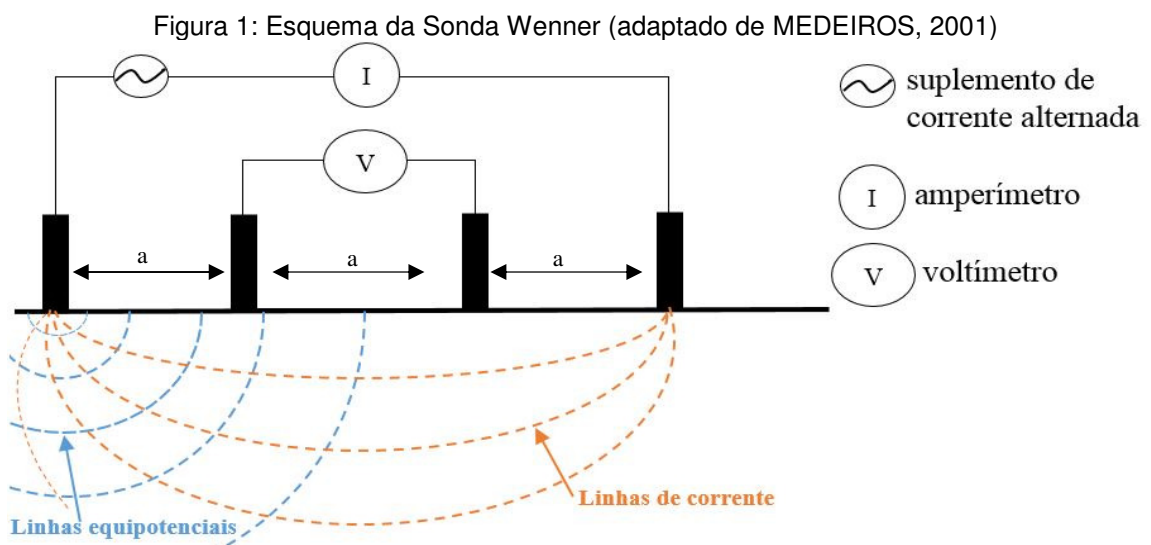 Figura 1: Esquema da Sonda Wenner (adaptado de MEDEIROS, 2001)
I
V
a
a
a
suplemento de
corrente alternada
I
amperímetro
V
voltímetro
Linhas equipotenciais
Linhas de corrente